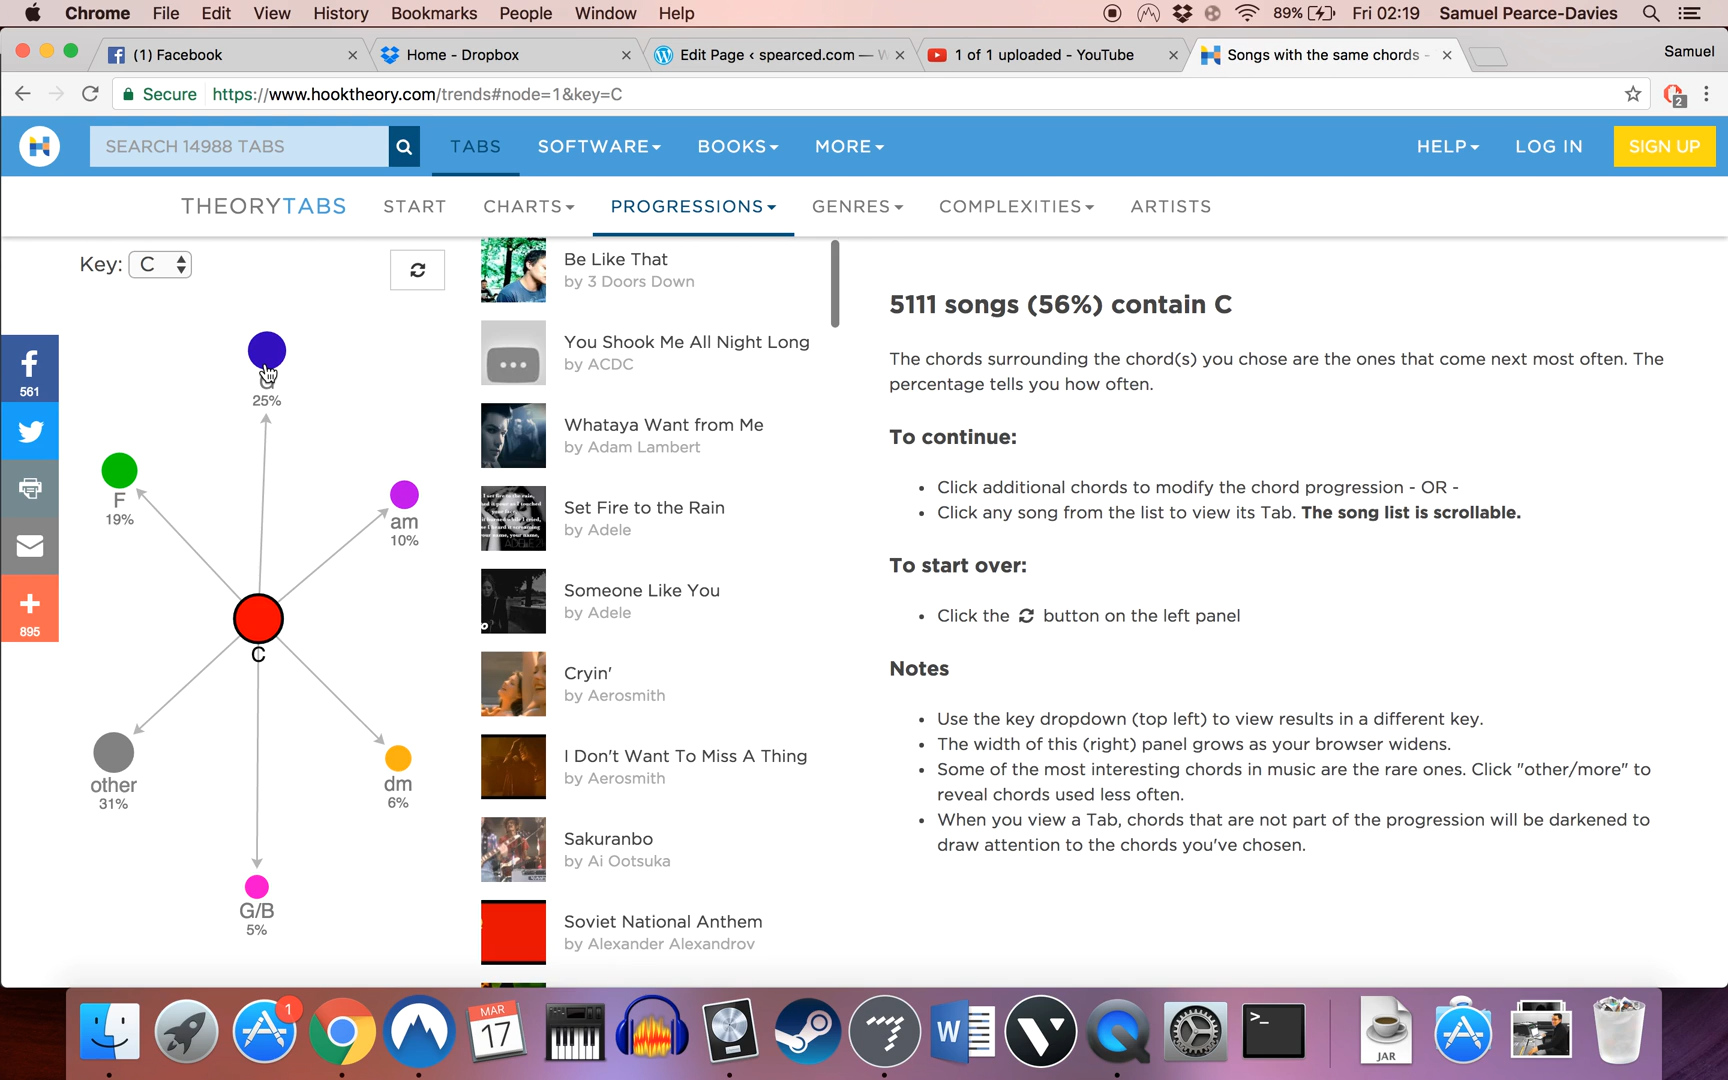 Chrome File Edit View History Bookmarks People Window Help 89% Fri 02:19 Samuel Pearce-Davies
(1) Facebook Home - Dropbox Edit Page ‹ spearced.com — W 1 of 1 uploaded - YouTube Songs with the same chords - Samuel
Secure https://www.hooktheory.com/trends#node=1&key=C 2
SEARCH 14988 TABS TABS SOFTWARE BOOKS MORE HELP LOG IN SIGN UP
THEORYTABS START CHARTS PROGRESSIONS GENRES COMPLEXITIES ARTISTS
Key: C
561
895
G
25%
F
19%
am
10%
C
other
31%
dm
6%
G/B
5%
Be Like That
by 3 Doors Down
You Shook Me All Night Long
by ACDC
Whataya Want from Me
by Adam Lambert
Set Fire to the Rain
by Adele
Someone Like You
by Adele
Cryin'
by Aerosmith
I Don't Want To Miss A Thing
by Aerosmith
Sakuranbo
by Ai Ootsuka
Soviet National Anthem
by Alexander Alexandrov
5111 songs (56%) contain C
The chords surrounding the chord(s) you chose are the ones that come next most often. The
percentage tells you how often.
To continue:
Click additional chords to modify the chord progression - OR -
Click any song from the list to view its Tab. The song list is scrollable.
To start over:
Click the button on the left panel
Notes
Use the key dropdown (top left) to view results in a different key.
The width of this (right) panel grows as your browser widens.
Some of the most interesting chords in music are the rare ones. Click "other/more" to
reveal chords used less often.
When you view a Tab, chords that are not part of the progression will be darkened to
draw attention to the chords you've chosen.
1
MAR
17
W
>_
JAR